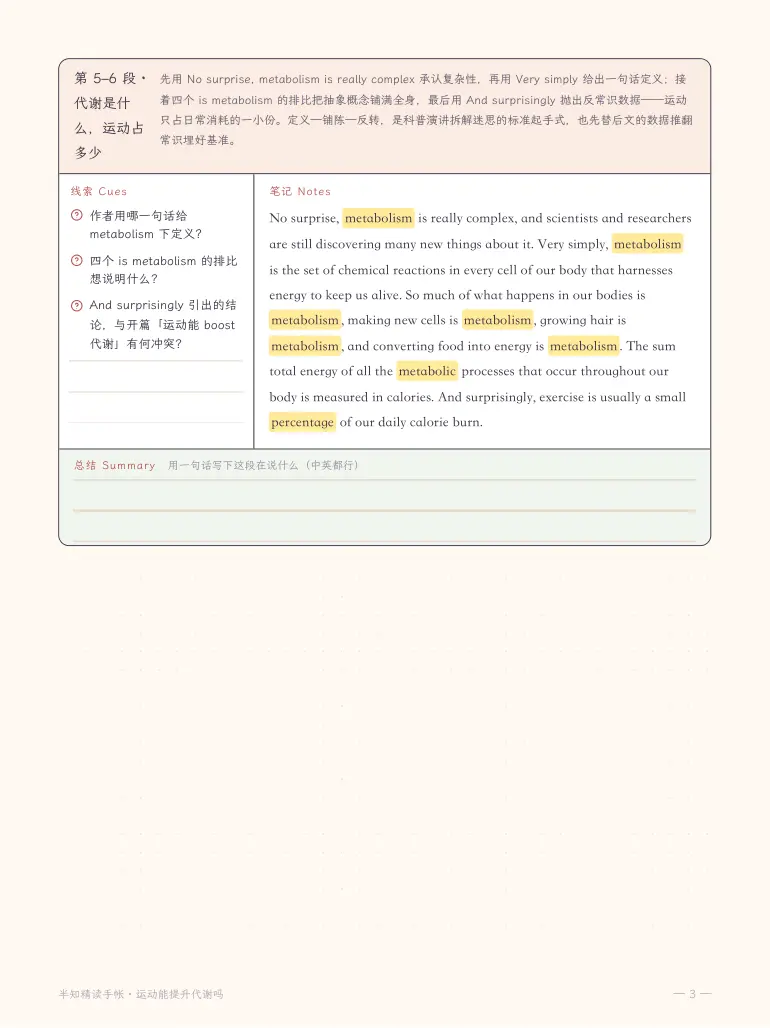 第 5–6 段·
代谢是什
么，运动占
多少
先用 No surprise, metabolism is really complex 承认复杂性，再用 Very simply 给出一句话定义；接
着四个 is metabolism 的排比把抽象概念铺满全身，最后用 And surprisingly 抛出反常识数据——运动
只占日常消耗的一小份。定义—铺陈—反转，是科普演讲拆解迷思的标准起手式，也先替后文的数据推翻
常识埋好基准。
线索 Cues
作者用哪一句话给
metabolism 下定义？
四个 is metabolism 的排比
想说明什么？
And surprisingly 引出的结
论，与开篇「运动能 boost
代谢」有何冲突？
笔记 Notes
No surprise, metabolism is really complex, and scientists and researchers
are still discovering many new things about it. Very simply, metabolism
is the set of chemical reactions in every cell of our body that harnesses
energy to keep us alive. So much of what happens in our bodies is
metabolism, making new cells is metabolism, growing hair is
metabolism, and converting food into energy is metabolism. The sum
total energy of all the metabolic processes that occur throughout our
body is measured in calories. And surprisingly, exercise is usually a small
percentage of our daily calorie burn.
总结 Summary 用一句话写下这段在说什么（中英都行）
半知精读手帐·运动能提升代谢吗
— 3 —